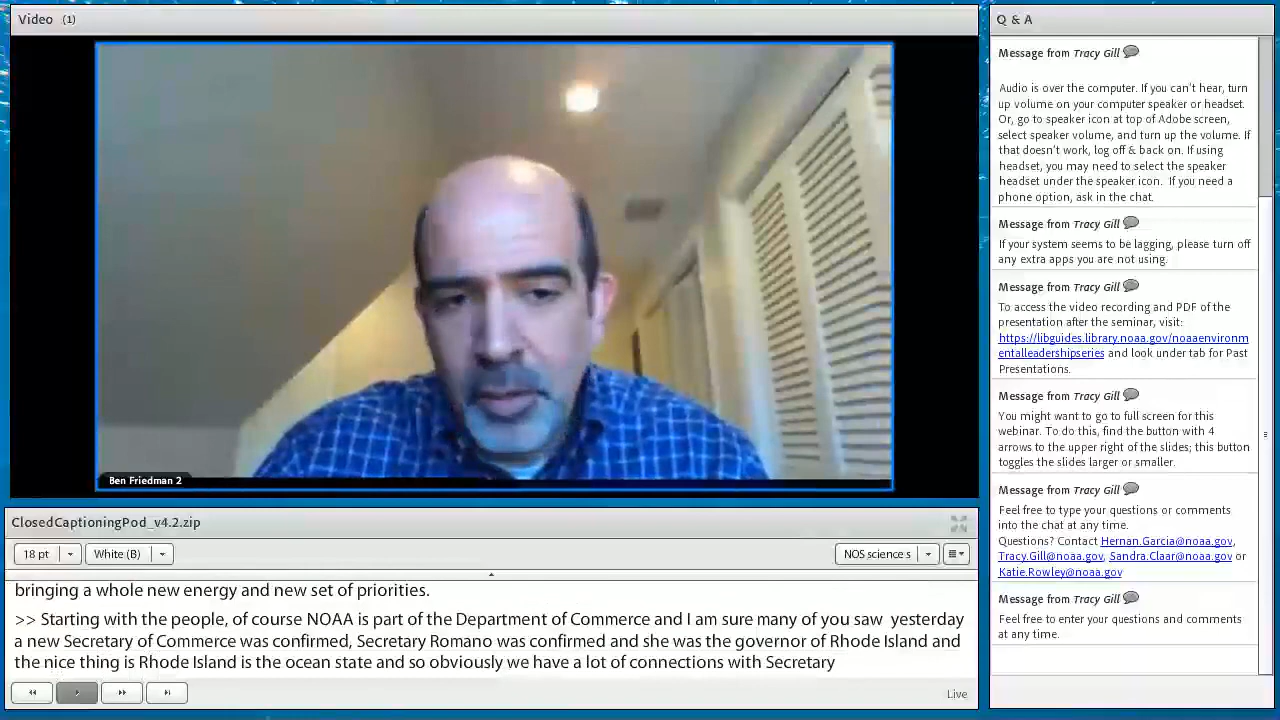 Video (1)
Ben Friedman 2
ClosedCaptioningPod_v4.2.zip
18 pt
White (B)
NOS science s
bringing a whole new energy and new set of priorities.
>> Starting with the people, of course NOAA is part of the Department of Commerce and I am sure many of you saw yesterday
a new Secretary of Commerce was confirmed, Secretary Romano was confirmed and she was the governor of Rhode Island and
the nice thing is Rhode Island is the ocean state and so obviously we have a lot of connections with Secretary
Live
Q & A
Message from Tracy Gill
Audio is over the computer. If you can't hear, turn
up volume on your computer speaker or headset.
Or, go to speaker icon at top of Adobe screen,
select speaker volume, and turn up the volume. If
that doesn't work, log off & back on. If using
headset, you may need to select the speaker
headset under the speaker icon. If you need a
phone option, ask in the chat.
Message from Tracy Gill
If your system seems to be lagging, please turn off
any extra apps you are not using.
Message from Tracy Gill
To access the video recording and PDF of the
presentation after the seminar, visit:
https://libguides.library.noaa.gov/noaaenvironm
entalleadershipseries and look under tab for Past
Presentations.
Message from Tracy Gill
You might want to go to full screen for this
webinar. To do this, find the button with 4
arrows to the upper right of the slides; this button
toggles the slides larger or smaller.
Message from Tracy Gill
Feel free to type your questions or comments
into the chat at any time.
Questions? Contact Hernan.Garcia@noaa.gov,
Tracy.Gill@noaa.gov, Sandra.Claar@noaa.gov or
Katie.Rowley@noaa.gov
Message from Tracy Gill
Feel free to enter your questions and comments
at any time.